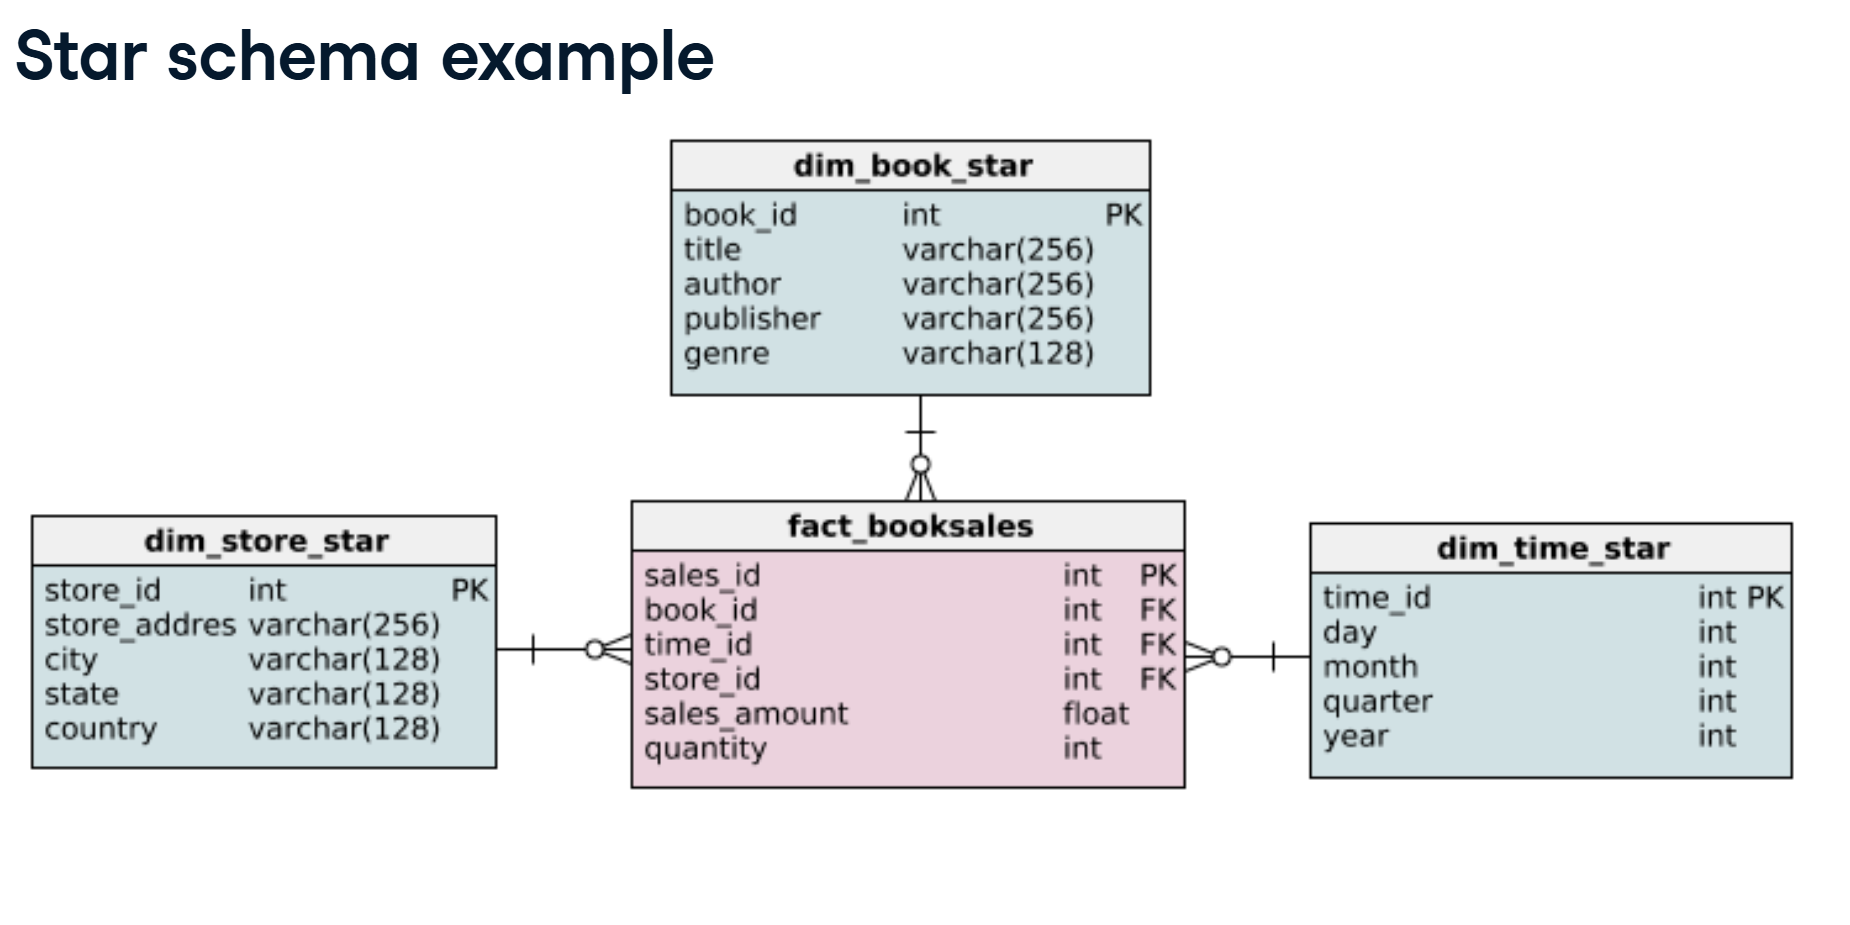 Star schema example
dim_book_star
book_id int PK
title varchar(256)
author varchar(256)
publisher varchar(256)
genre varchar(128)
dim_store_star
store_id int PK
store_addres varchar(256)
city varchar(128)
state varchar(128)
country varchar(128)
fact_booksales
sales_id int PK
book_id int FK
time_id int FK
store_id int FK
sales_amount float
quantity int
dim_time_star
time_id int PK
day int
month int
quarter int
year int